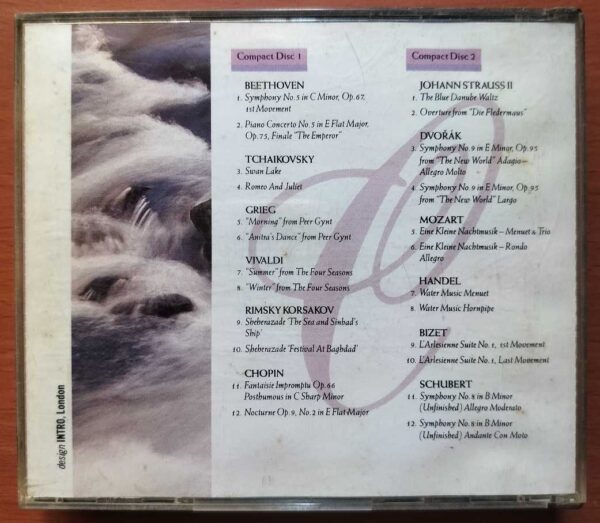 Compact Disc 1
BEETHOVEN
1. Symphony No. 5 in C Minor, Op. 67,
1st Movement
2. Piano Concerto No. 5 in E Flat Major,
Op. 75, Finale "The Emperor"
TCHAIKOVSKY
3. Swan Lake
4. Romeo And Juliet
GRIEG
5. "Morning" from Peer Gynt
6. "Anitra's Dance" from Peer Gynt
VIVALDI
7. "Summer" from The Four Seasons
8. "Winter" from The Four Seasons
RIMSKY KORSAKOV
9. Sheherazade 'The Sea and Sinbad's
Ship'
10. Sheherazade 'Festival At Baghdad'
CHOPIN
11. Fantaisie Impromptu Op. 66
Posthumous in C Sharp Minor
12. Nocturne Op. 9, No. 2 in E Flat Major
Compact Disc 2
JOHANN STRAUSS II
1. The Blue Danube Waltz
2. Overture from "Die Fledermaus"
DVOŘÁK
3. Symphony No. 9 in E Minor, Op. 95
from "The New World" Adagio –
Allegro Molto
4. Symphony No. 9 in E Minor, Op. 95
from "The New World" Largo
MOZART
5. Eine Kleine Nachtmusik – Menuet & Trio
6. Eine Kleine Nachtmusik – Rondo
Allegro
HANDEL
7. Water Music Menuet
8. Water Music Hornpipe
BIZET
9. L'Arlesienne Suite No. 1, 1st Movement
10. L'Arlesienne Suite No. 1, Last Movement
SCHUBERT
11. Symphony No. 8 in B Minor
(Unfinished) Allegro Moderato
12. Symphony No. 8 in B Minor
(Unfinished) Andante Con Moto
design INTRO, London